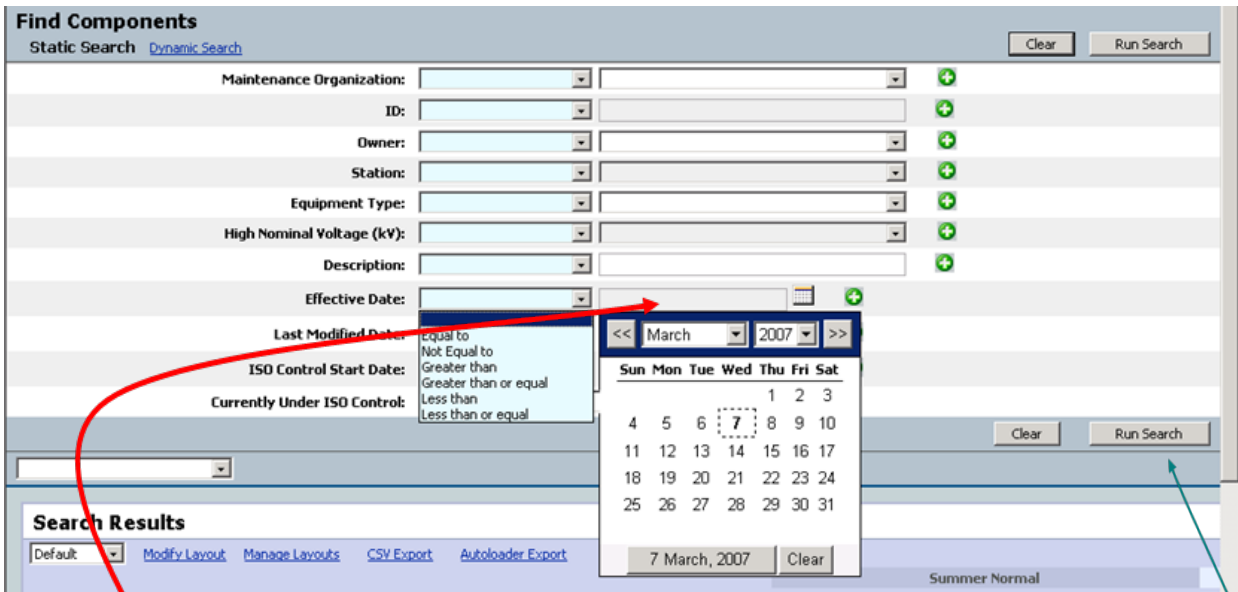 Find Components
Static Search Dynamic Search Clear Run Search
Maintenance Organization:
ID:
Owner:
Station:
Equipment Type:
High Nominal Voltage (kV):
Description:
Effective Date:
Last Modified Date:
ISO Control Start Date:
Currently Under ISO Control:
Equal to
Not Equal to
Greater than
Greater than or equal
Less than
Less than or equal
<< March 2007 >>
Sun Mon Tue Wed Thu Fri Sat
1 2 3
4 5 6 7 8 9 10
11 12 13 14 15 16 17
18 19 20 21 22 23 24
25 26 27 28 29 30 31
7 March, 2007 Clear
Clear Run Search
Search Results
Default Modify Layout Manage Layouts CSV Export Autoloader Export
Summer Normal